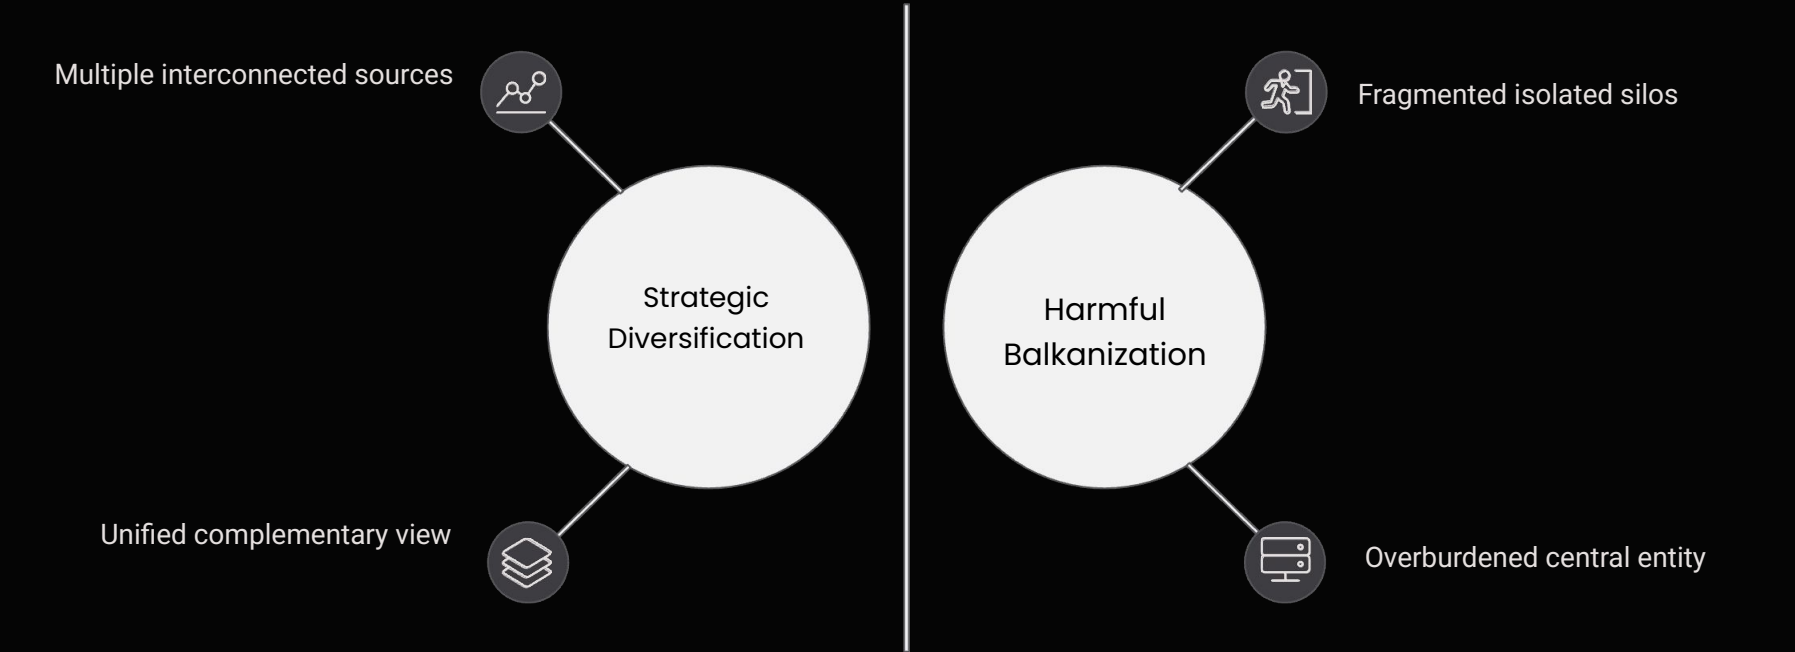 Multiple interconnected sources
Strategic
Diversification
Unified complementary view
Fragmented isolated silos
Harmful
Balkanization
Overburdened central entity